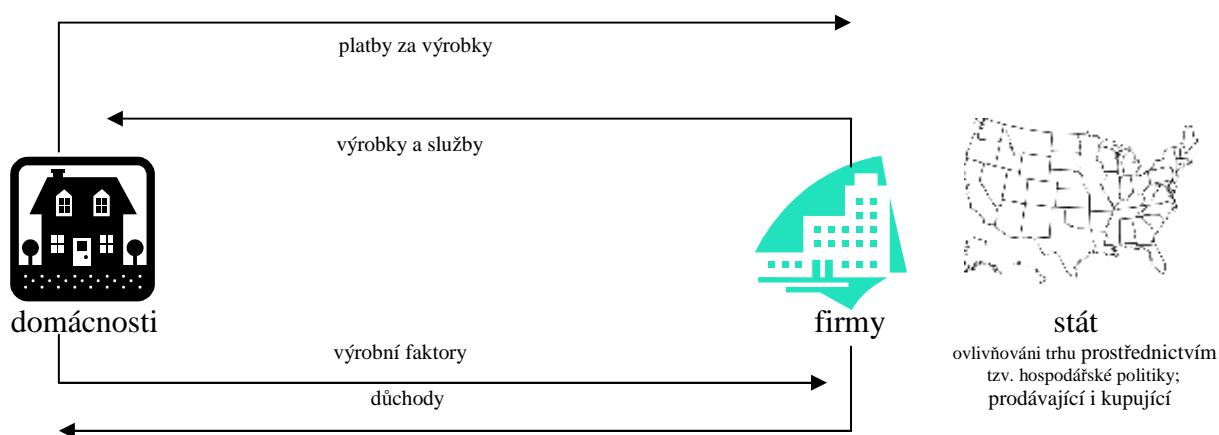 platby za výrobky
výrobky a služby
domácnosti
firmy
stát
výrobní faktory
důchody
ovlivňováni trhu prostřednictvím
tzv. hospodářské politiky;
prodávající i kupující